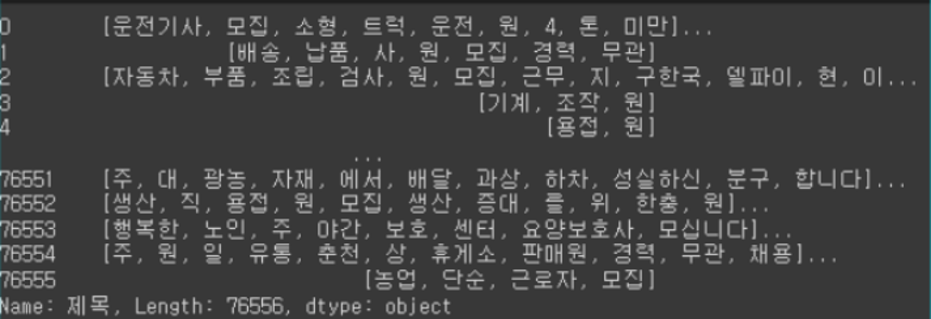 0 [운전기사, 모집, 소형, 트럭, 운전, 원, 4, 톤, 미만]...
1 [배송, 납품, 사, 원, 모집, 경력, 무관]
2 [자동차, 부품, 조립, 검사, 원, 모집, 근무, 지, 구한국, 델파이, 현, 이...
3 [기계, 조작, 원]
4 [용접, 원]
...
76551 [주, 대, 광농, 자재, 에서, 배달, 과상, 하차, 성실하신, 분구, 합니다]...
76552 [생산, 직, 용접, 원, 모집, 생산, 증대, 를, 위, 한충, 원]...
76553 [행복한, 노인, 주, 야간, 보호, 센터, 요양보호사, 모십니다]...
76554 [주, 원, 일, 유통, 춘천, 상, 휴게소, 판매원, 경력, 무관, 채용]...
76555 [농업, 단순, 근로자, 모집]
Name: 제목, Length: 76556, dtype: object